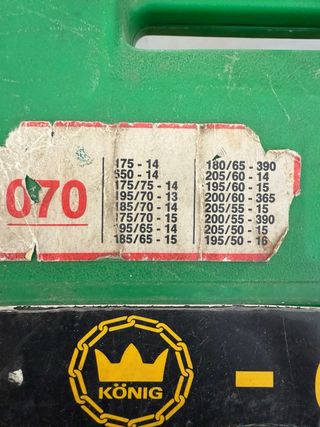 070
175 - 14
650 - 14
175/75 - 14
195/70 - 13
185/70 - 14
175/70 - 15
195/65 - 14
185/65 - 15
180/65 - 390
205/60 - 14
195/60 - 15
200/60 - 365
205/55 - 15
200/55 - 390
205/50 - 15
195/50 - 16
KÖNIG
-